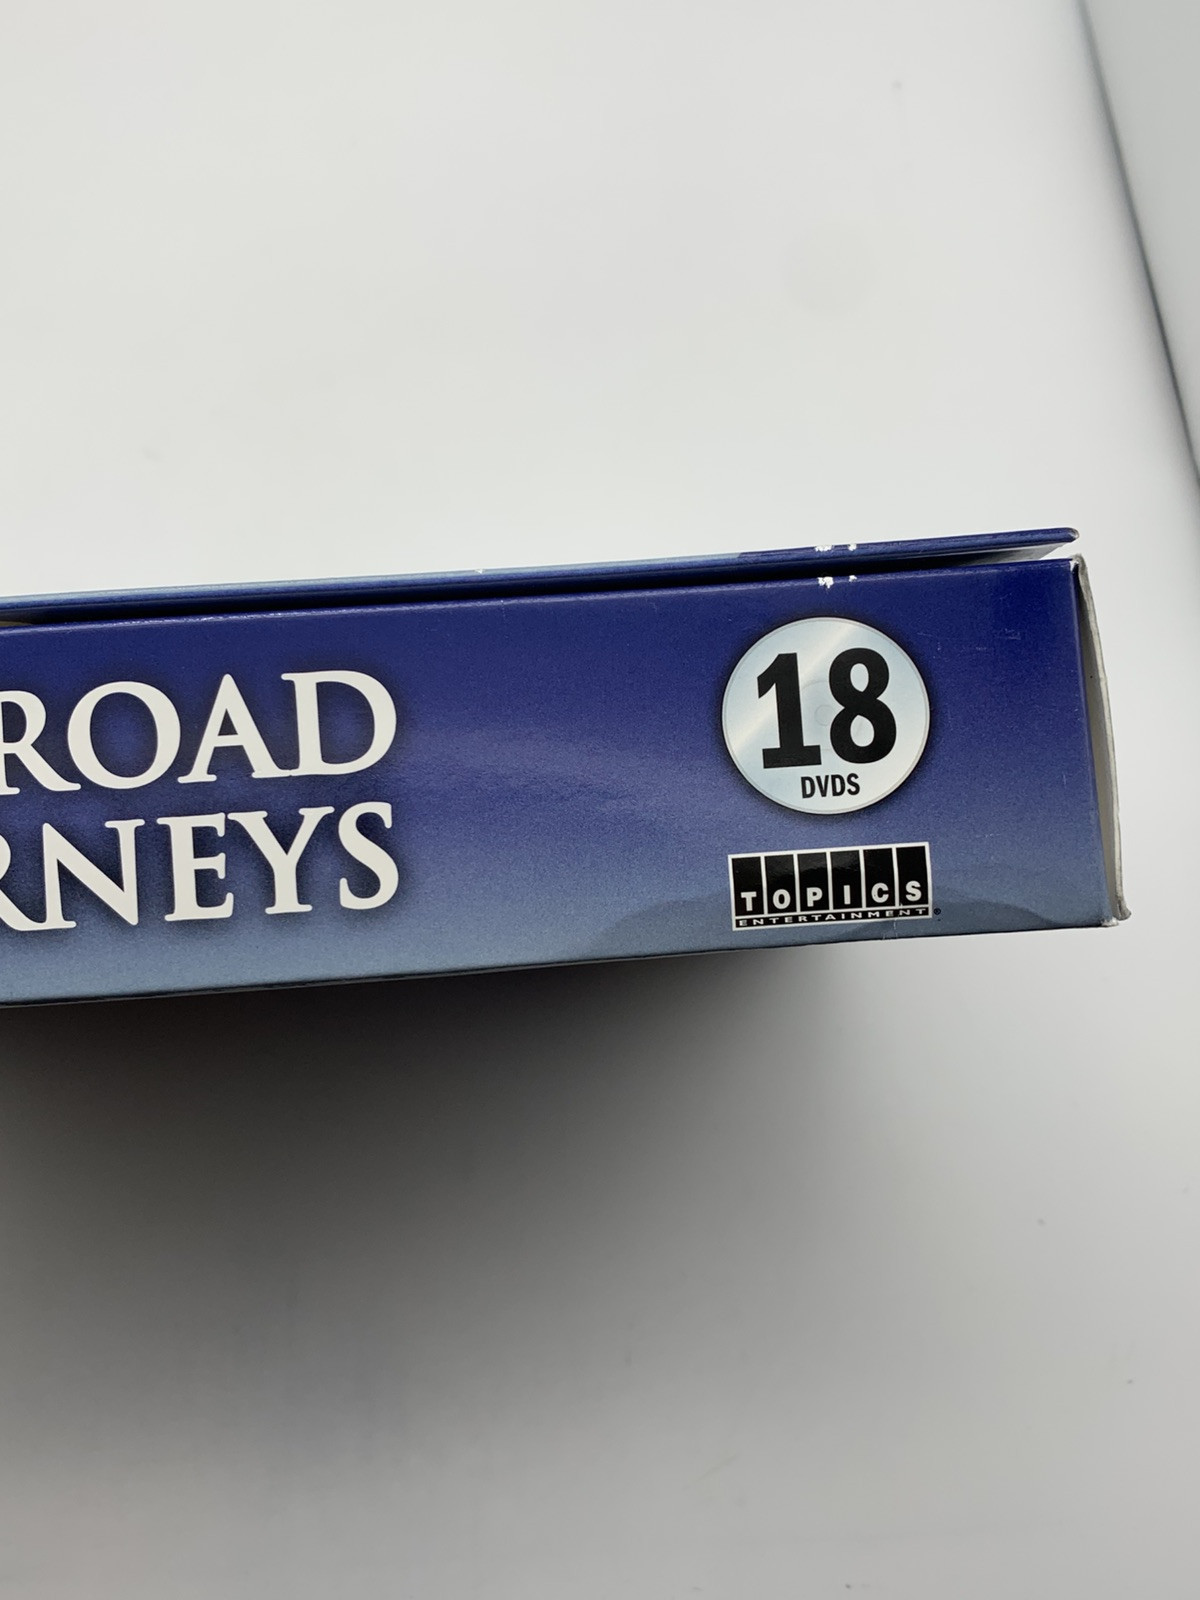 ROAD
RNEYS
18
DVDS
TOPICS
ENTERTAINMENT®